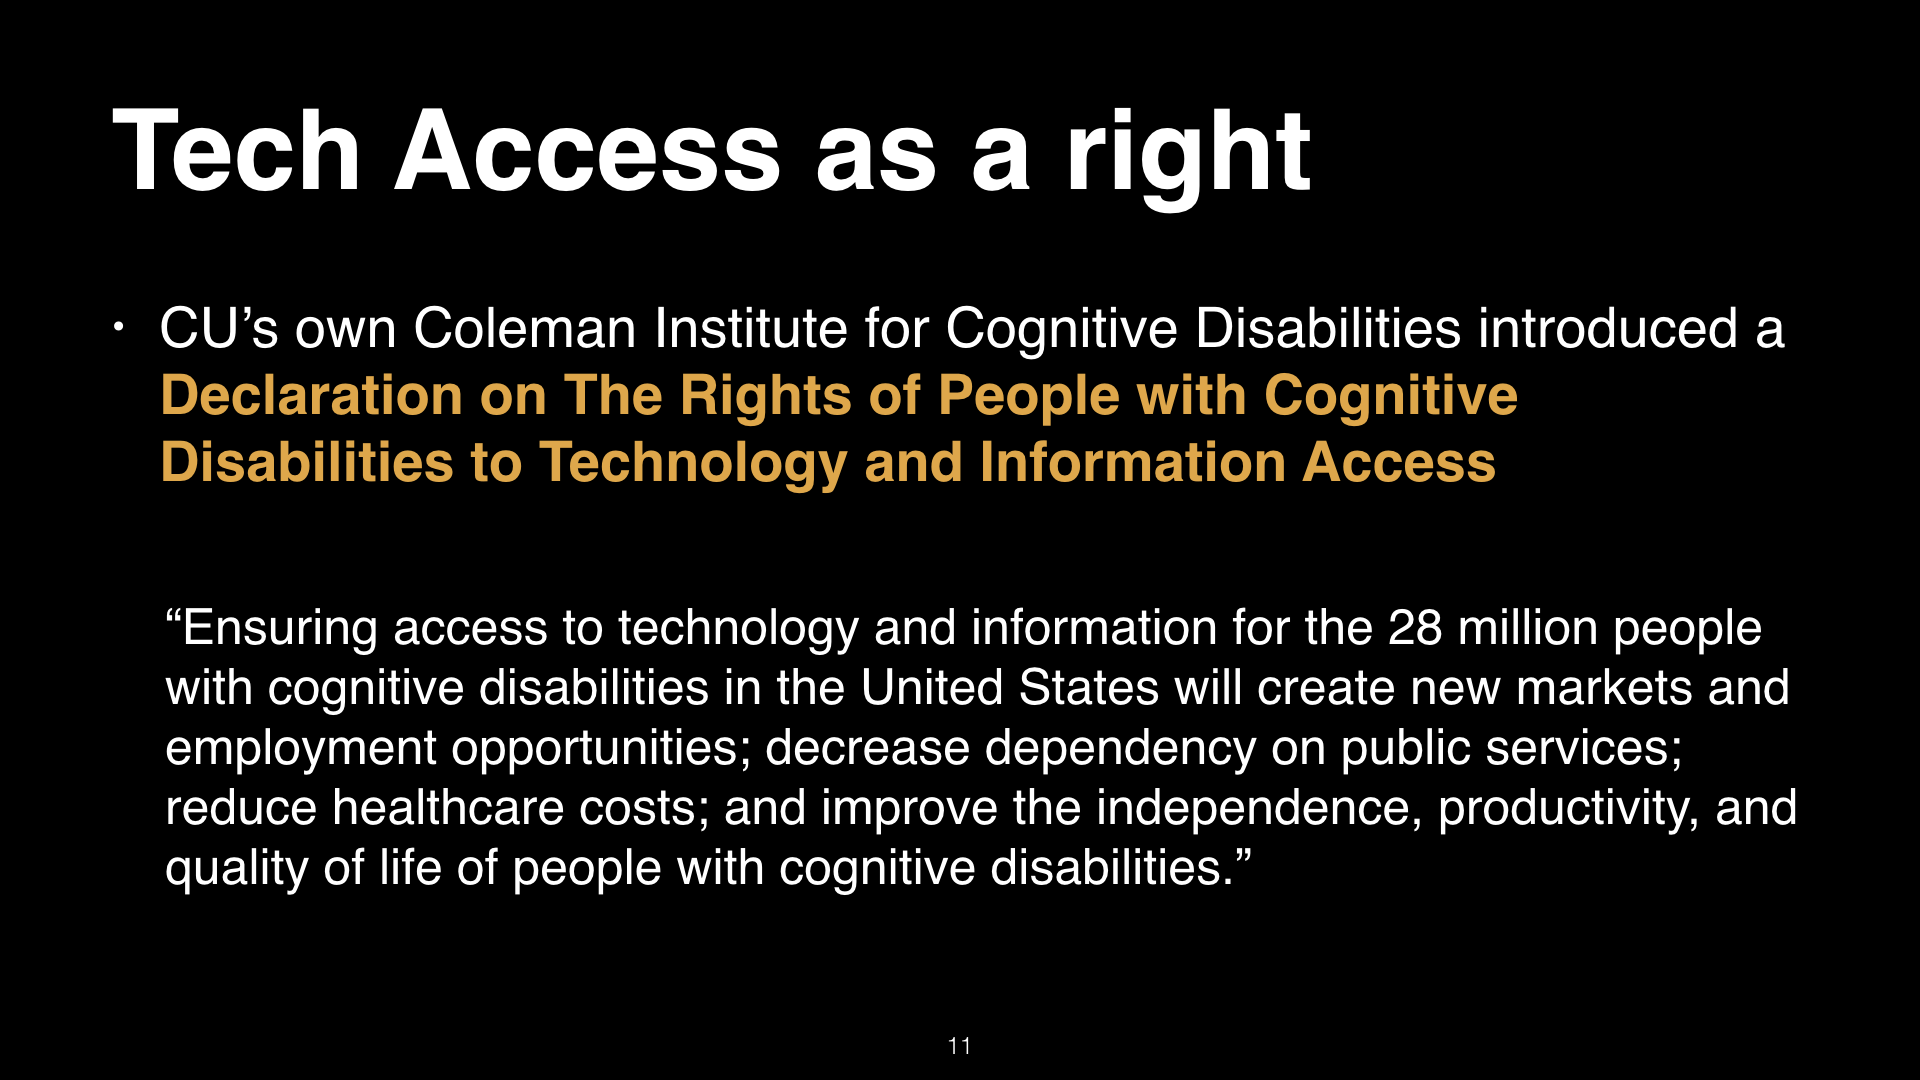 Tech Access as a right
• CU’s own Coleman Institute for Cognitive Disabilities introduced a
Declaration on The Rights of People with Cognitive
Disabilities to Technology and Information Access
“Ensuring access to technology and information for the 28 million people
with cognitive disabilities in the United States will create new markets and
employment opportunities; decrease dependency on public services;
reduce healthcare costs; and improve the independence, productivity, and
quality of life of people with cognitive disabilities.”
11